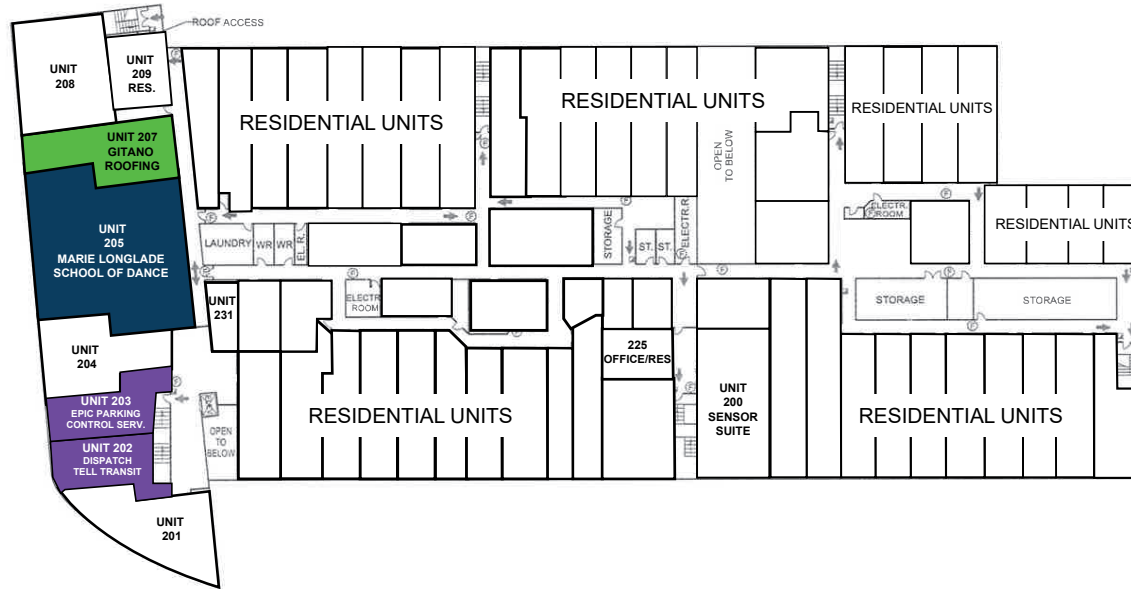 ROOF ACCESS
UNIT
208
UNIT
209
RES.
UNIT 207
GITANO
ROOFING
UNIT
205
MARIE LONGLADE
SCHOOL OF DANCE
UNIT
204
UNIT 203
EPIC PARKING
CONTROL SERV.
UNIT 202
DISPATCH
TELL TRANSIT
UNIT
201
RESIDENTIAL UNITS
RESIDENTIAL UNITS
RESIDENTIAL UNITS
RESIDENTIAL UNITS
OPEN
TO BELOW
LAUNDRY
WR
WR
EL. R.
STORAGE
ST.
ST.
ELECTR.R.
ELECTR.
ROOM
UNIT
231
ELECTR.
ROOM
STORAGE
STORAGE
225
OFFICE/RES
UNIT
200
SENSOR
SUITE
RESIDENTIAL UNITS
RESIDENTIAL UNITS
OPEN
TO
BELOW